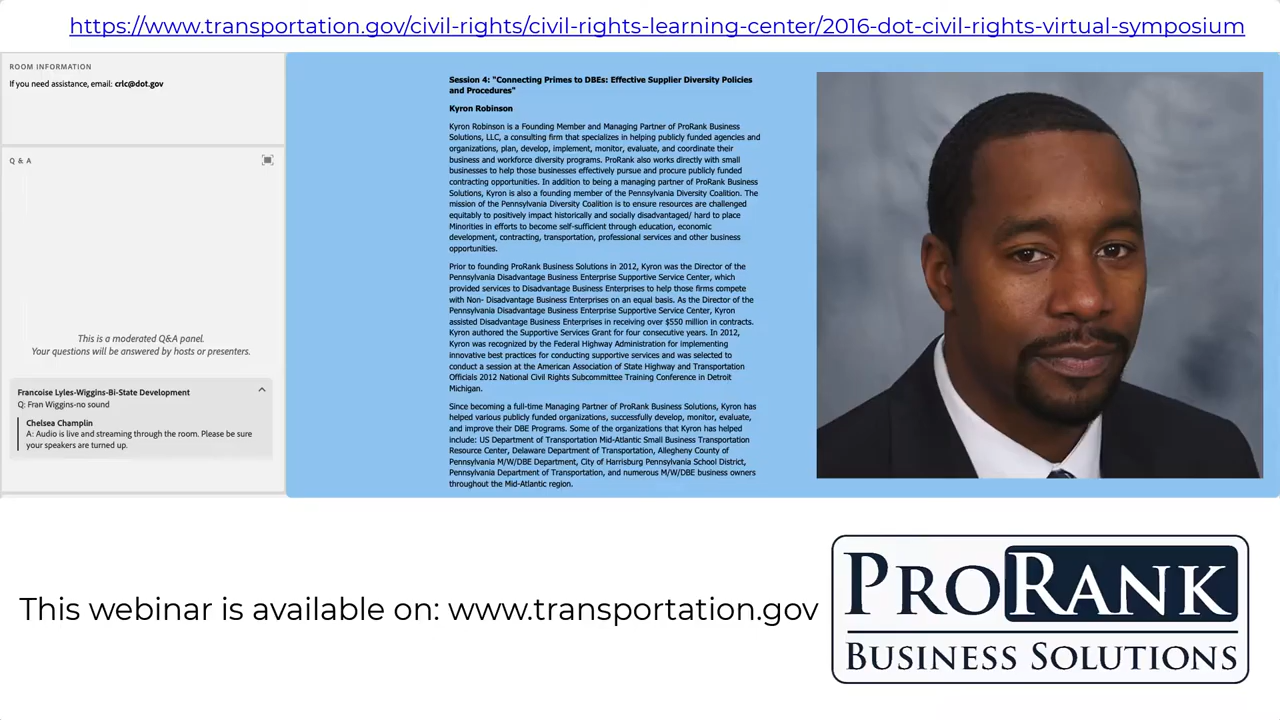 https://www.transportation.gov/civil-rights/civil-rights-learning-center/2016-dot-civil-rights-virtual-symposium
ROOM INFORMATION
If you need assistance, email: crlc@dot.gov
Q & A
This is a moderated Q&A panel.
Your questions will be answered by hosts or presenters.
Francoise Lyles-Wiggins-Bi-State Development
Q: Fran Wiggins-no sound
Chelsea Champlin
A: Audio is live and streaming through the room. Please be sure
your speakers are turned up.
Session 4: "Connecting Primes to DBEs: Effective Supplier Diversity Policies
and Procedures"
Kyron Robinson
Kyron Robinson is a Founding Member and Managing Partner of ProRank Business
Solutions, LLC, a consulting firm that specializes in helping publicly funded agencies and
organizations, plan, develop, implement, monitor, evaluate, and coordinate their
business and workforce diversity programs. ProRank also works directly with small
businesses to help those businesses effectively pursue and procure publicly funded
contracting opportunities. In addition to being a managing partner of ProRank Business
Solutions, Kyron is also a founding member of the Pennsylvania Diversity Coalition. The
mission of the Pennsylvania Diversity Coalition is to ensure resources are challenged
equitably to positively impact historically and socially disadvantaged/ hard to place
Minorities in efforts to become self-sufficient through education, economic
development, contracting, transportation, professional services and other business
opportunities.
Prior to founding ProRank Business Solutions in 2012, Kyron was the Director of the
Pennsylvania Disadvantage Business Enterprise Supportive Service Center, which
provided services to Disadvantage Business Enterprises to help those firms compete
with Non- Disadvantage Business Enterprises on an equal basis. As the Director of the
Pennsylvania Disadvantage Business Enterprise Supportive Service Center, Kyron
assisted Disadvantage Business Enterprises in receiving over $550 million in contracts.
Kyron authored the Supportive Services Grant for four consecutive years. In 2012,
Kyron was recognized by the Federal Highway Administration for implementing
innovative best practices for conducting supportive services and was selected to
conduct a session at the American Association of State Highway and Transportation
Officials 2012 National Civil Rights Subcommittee Training Conference in Detroit
Michigan.
Since becoming a full-time Managing Partner of ProRank Business Solutions, Kyron has
helped various publicly funded organizations, successfully develop, monitor, evaluate,
and improve their DBE Programs. Some of the organizations that Kyron has helped
include: US Department of Transportation Mid-Atlantic Small Business Transportation
Resource Center, Delaware Department of Transportation, Allegheny County of
Pennsylvania M/W/DBE Department, City of Harrisburg Pennsylvania School District,
Pennsylvania Department of Transportation, and numerous M/W/DBE business owners
throughout the Mid-Atlantic region.
This webinar is available on: www.transportation.gov
PRORANK
BUSINESS SOLUTIONS